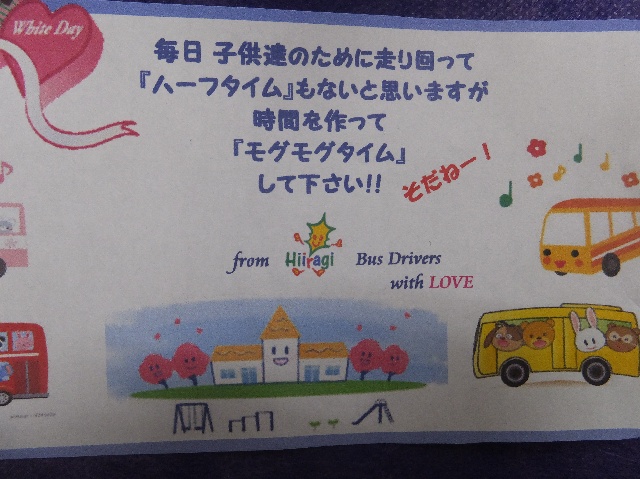 White Day
毎日 子供達のために走り回って
『ハーフタイム』もないと思いますが
時間を作って
『モグモグタイム』
して下さい!!
そだねー!
from Hiiragi Bus Drivers
with LOVE